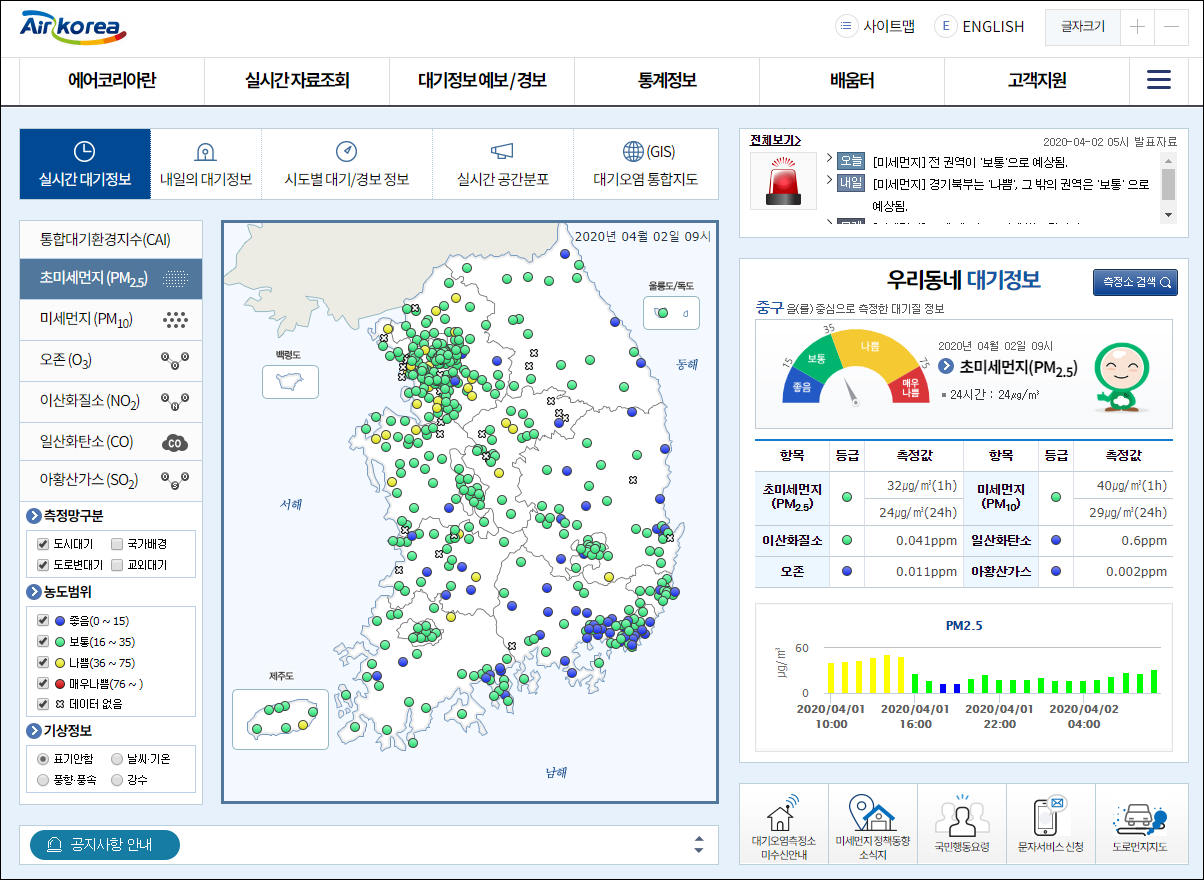 Air korea
사이트맵
E ENGLISH
글자크기
에어코리아란
실시간 자료조회
대기정보 예보 / 경보
통계정보
배움터
고객지원
실시간 대기정보
내일의 대기정보
시도별 대기/경보 정보
실시간 공간분포
(GIS)
대기오염 통합지도
전체보기>
2020-04-02 05시 발표자료
오늘 [미세먼지] 전 권역이 '보통'으로 예상됨.
내일 [미세먼지] 경기북부는 '나쁨', 그 밖의 권역은 '보통' 으로
예상됨.
통합대기환경지수(CAI)
초미세먼지 (PM2.5)
미세먼지 (PM10)
오존 (O3)
이산화질소 (NO2)
N
일산화탄소 (CO)
CO
아황산가스 (SO2)
S
측정망구분
도시대기 국가배경
도로변대기 교외대기
농도범위
좋음(0 ~ 15)
보통(16 ~ 35)
나쁨(36 ~ 75)
매우나쁨(76 ~ )
데이터 없음
기상정보
표기안함 날씨·기온
풍향·풍속 강수
2020년 04월 02일 09시
울릉도/독도
백령도
동해
서해
제주도
남해
우리동네 대기정보
측정소 검색
중구 을(를) 중심으로 측정한 대기질 정보
좋음
15
보통
35
나쁨
75
매우
나쁨
2020년 04월 02일 09시
초미세먼지(PM2.5)
24시간 : 24㎍/㎥
항목 등급 측정값 항목 등급 측정값
초미세먼지
(PM2.5)
32㎍/㎥(1h)
24㎍/㎥(24h)
미세먼지
(PM10)
40㎍/㎥(1h)
29㎍/㎥(24h)
이산화질소 0.041ppm 일산화탄소 0.6ppm
오존 0.011ppm 아황산가스 0.002ppm
PM2.5
㎍/㎥
60
0
2020/04/01
10:00
2020/04/01
16:00
2020/04/01
22:00
2020/04/02
04:00
공지사항 안내
대기오염측정소
미수신안내
미세먼지 정책동향
소식지
국민행동요령
문자서비스 신청
도로먼지지도